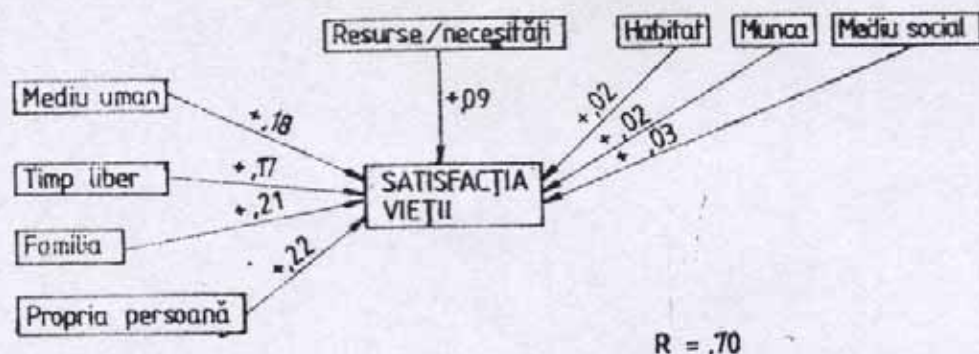 Resurse/necesități
Habitat
Munca
Mediu social
Mediu uman
+,18
+,09
+,02
+,02
+,03
Timp liber
+,17
SATISFACȚIA
VIEȚII
+,21
Familia
=,22
Propria persoană
R = ,70